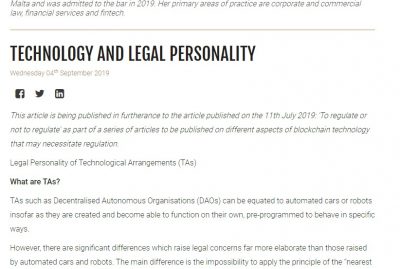 Malta and was admitted to the bar in 2019. Her primary areas of practice are corporate and commercial
law, financial services and fintech.
TECHNOLOGY AND LEGAL PERSONALITY
Wednesday 04th September 2019
This article is being published in furtherance to the article published on the 11th July 2019: 'To regulate or
not to regulate' as part of a series of articles to be published on different aspects of blockchain technology
that may necessitate regulation.
Legal Personality of Technological Arrangements (TAs)
What are TAs?
TAs such as Decentralised Autonomous Organisations (DAOs) can be equated to automated cars or robots
insofar as they are created and become able to function on their own, pre-programmed to behave in specific
ways.
However, there are significant differences which raise legal concerns far more elaborate than those raised
by automated cars and robots. The main difference is the impossibility to apply the principle of the "nearest